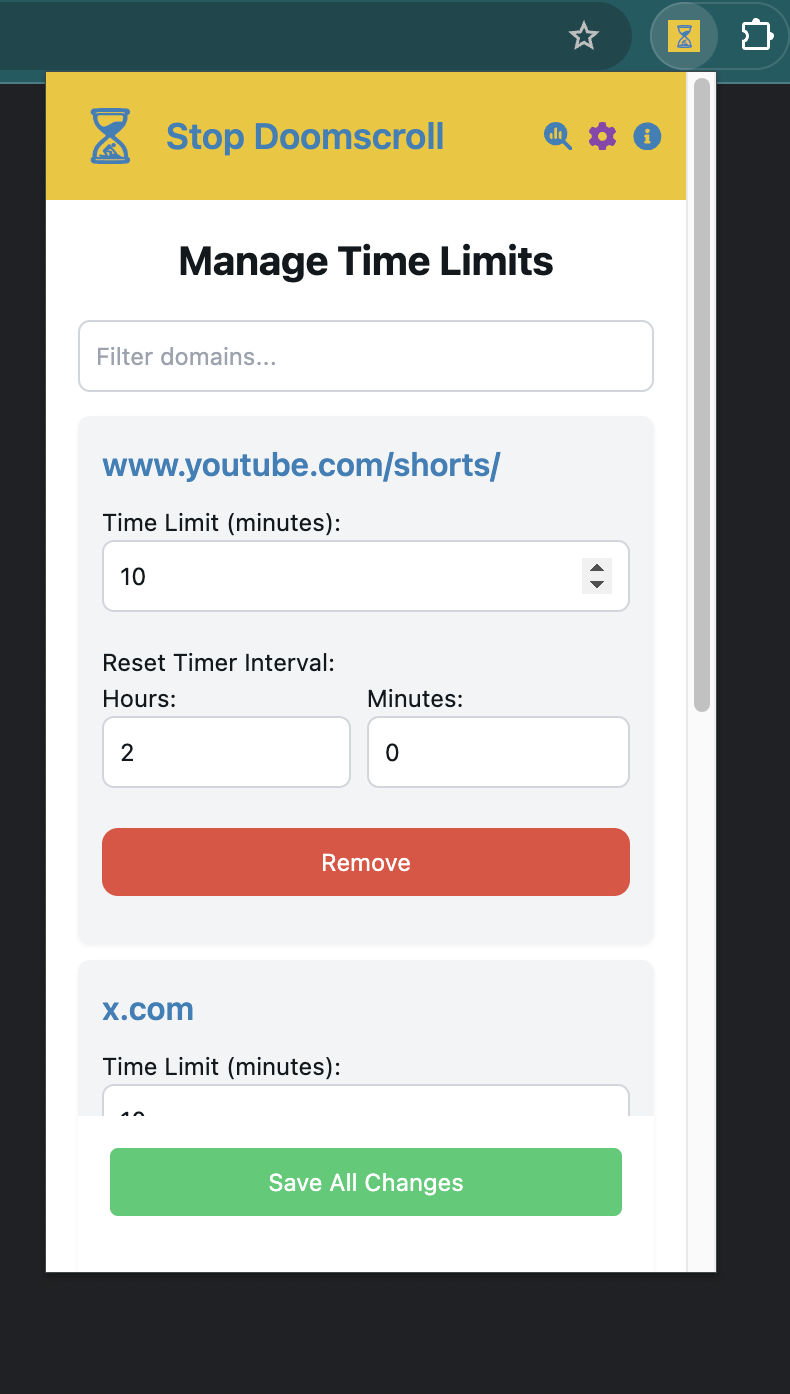 Stop Doomscroll
Manage Time Limits
Filter domains...
www.youtube.com/shorts/
Time Limit (minutes):
10
Reset Timer Interval:
Hours: Minutes:
2 0
Remove
x.com
Time Limit (minutes):
Save All Changes